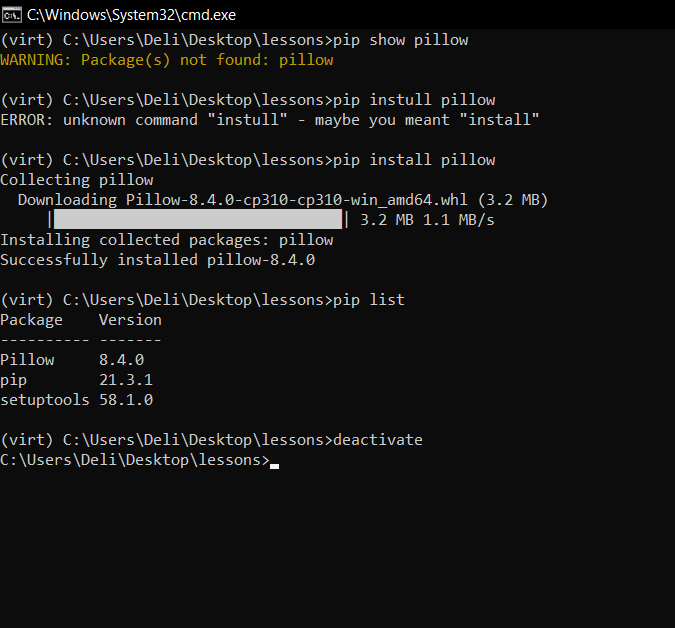 C:\Windows\System32\cmd.exe
(virt) C:\Users\Deli\Desktop\lessons>pip show pillow
WARNING: Package(s) not found: pillow
(virt) C:\Users\Deli\Desktop\lessons>pip instull pillow
ERROR: unknown command "instull" - maybe you meant "install"
(virt) C:\Users\Deli\Desktop\lessons>pip install pillow
Collecting pillow
  Downloading Pillow-8.4.0-cp310-cp310-win_amd64.whl (3.2 MB)
     |████████████████████████████████| 3.2 MB 1.1 MB/s
Installing collected packages: pillow
Successfully installed pillow-8.4.0
(virt) C:\Users\Deli\Desktop\lessons>pip list
Package    Version
---------- -------
Pillow     8.4.0
pip        21.3.1
setuptools 58.1.0
(virt) C:\Users\Deli\Desktop\lessons>deactivate
C:\Users\Deli\Desktop\lessons>